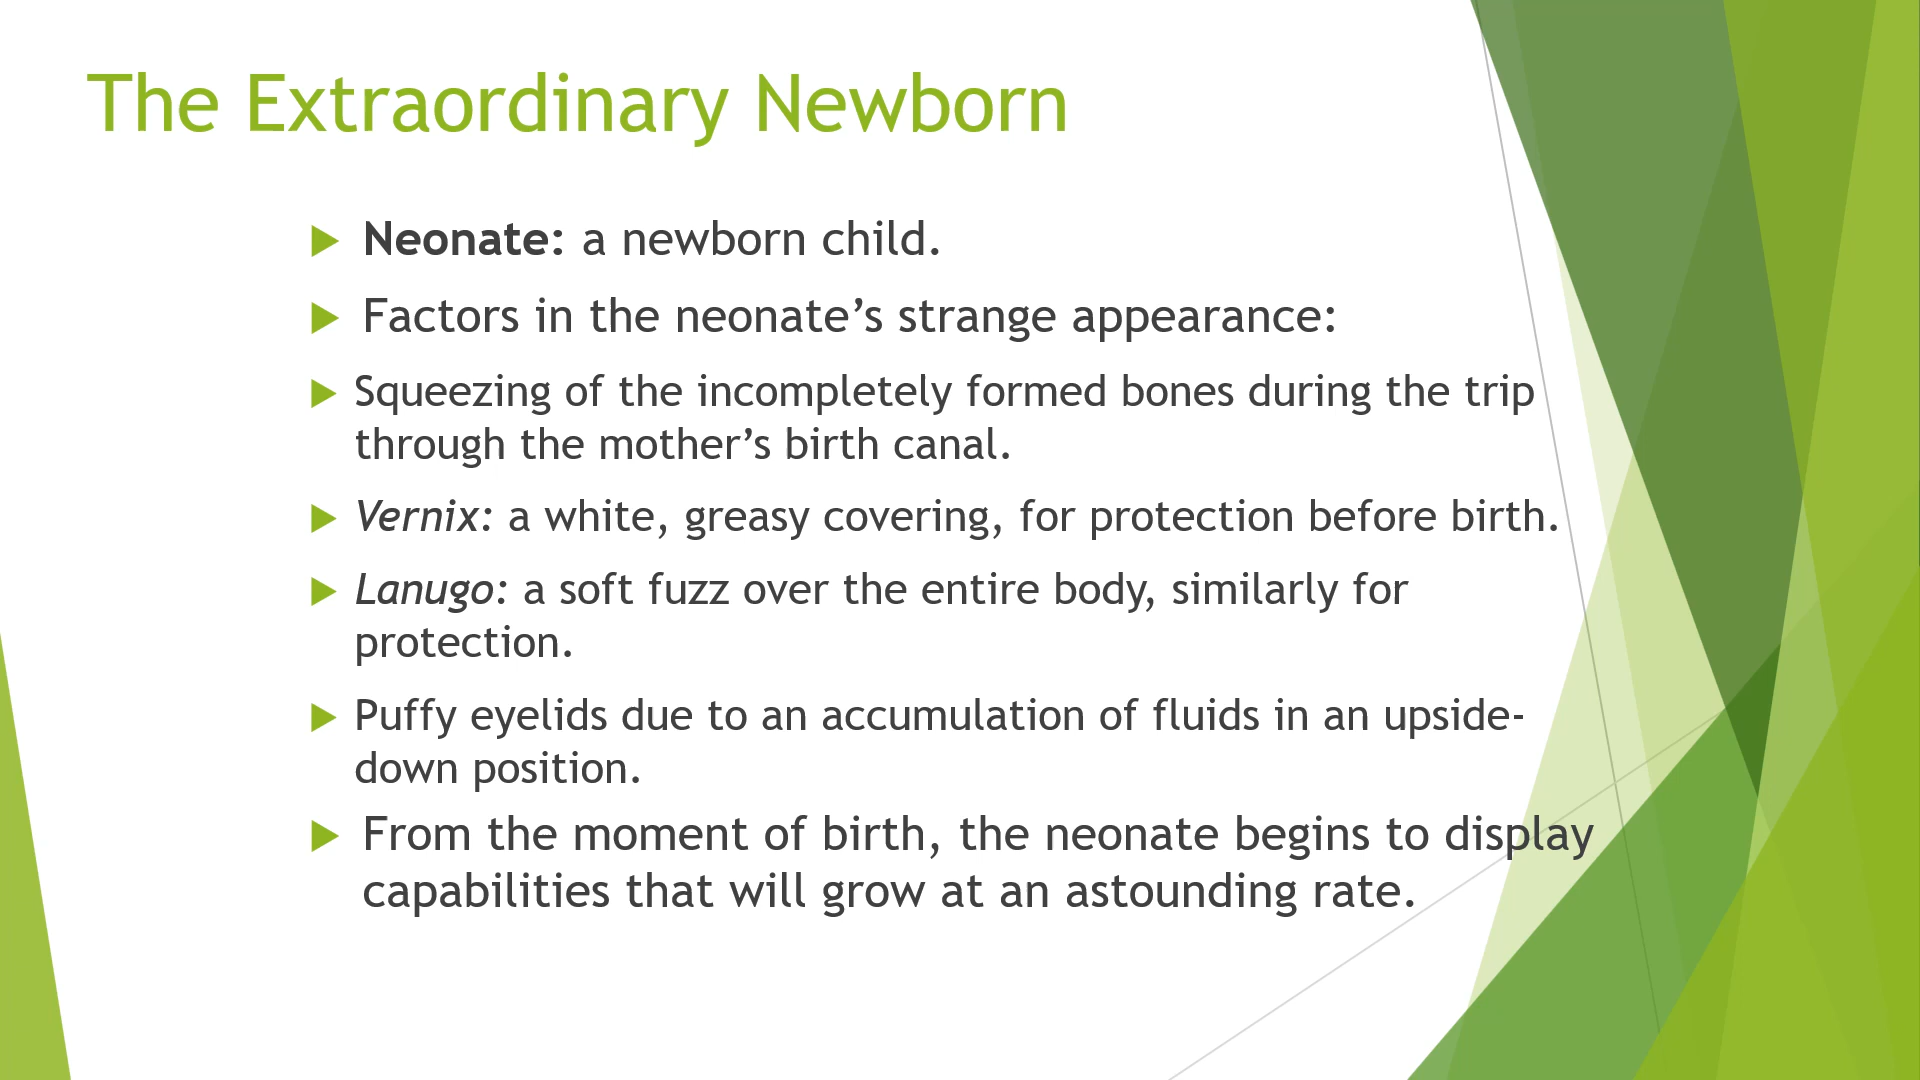 The Extraordinary Newborn
Neonate: a newborn child.
Factors in the neonate’s strange appearance:
Squeezing of the incompletely formed bones during the trip
through the mother’s birth canal.
Vernix: a white, greasy covering, for protection before birth.
Lanugo: a soft fuzz over the entire body, similarly for
protection.
Puffy eyelids due to an accumulation of fluids in an upside-
down position.
From the moment of birth, the neonate begins to display
capabilities that will grow at an astounding rate.